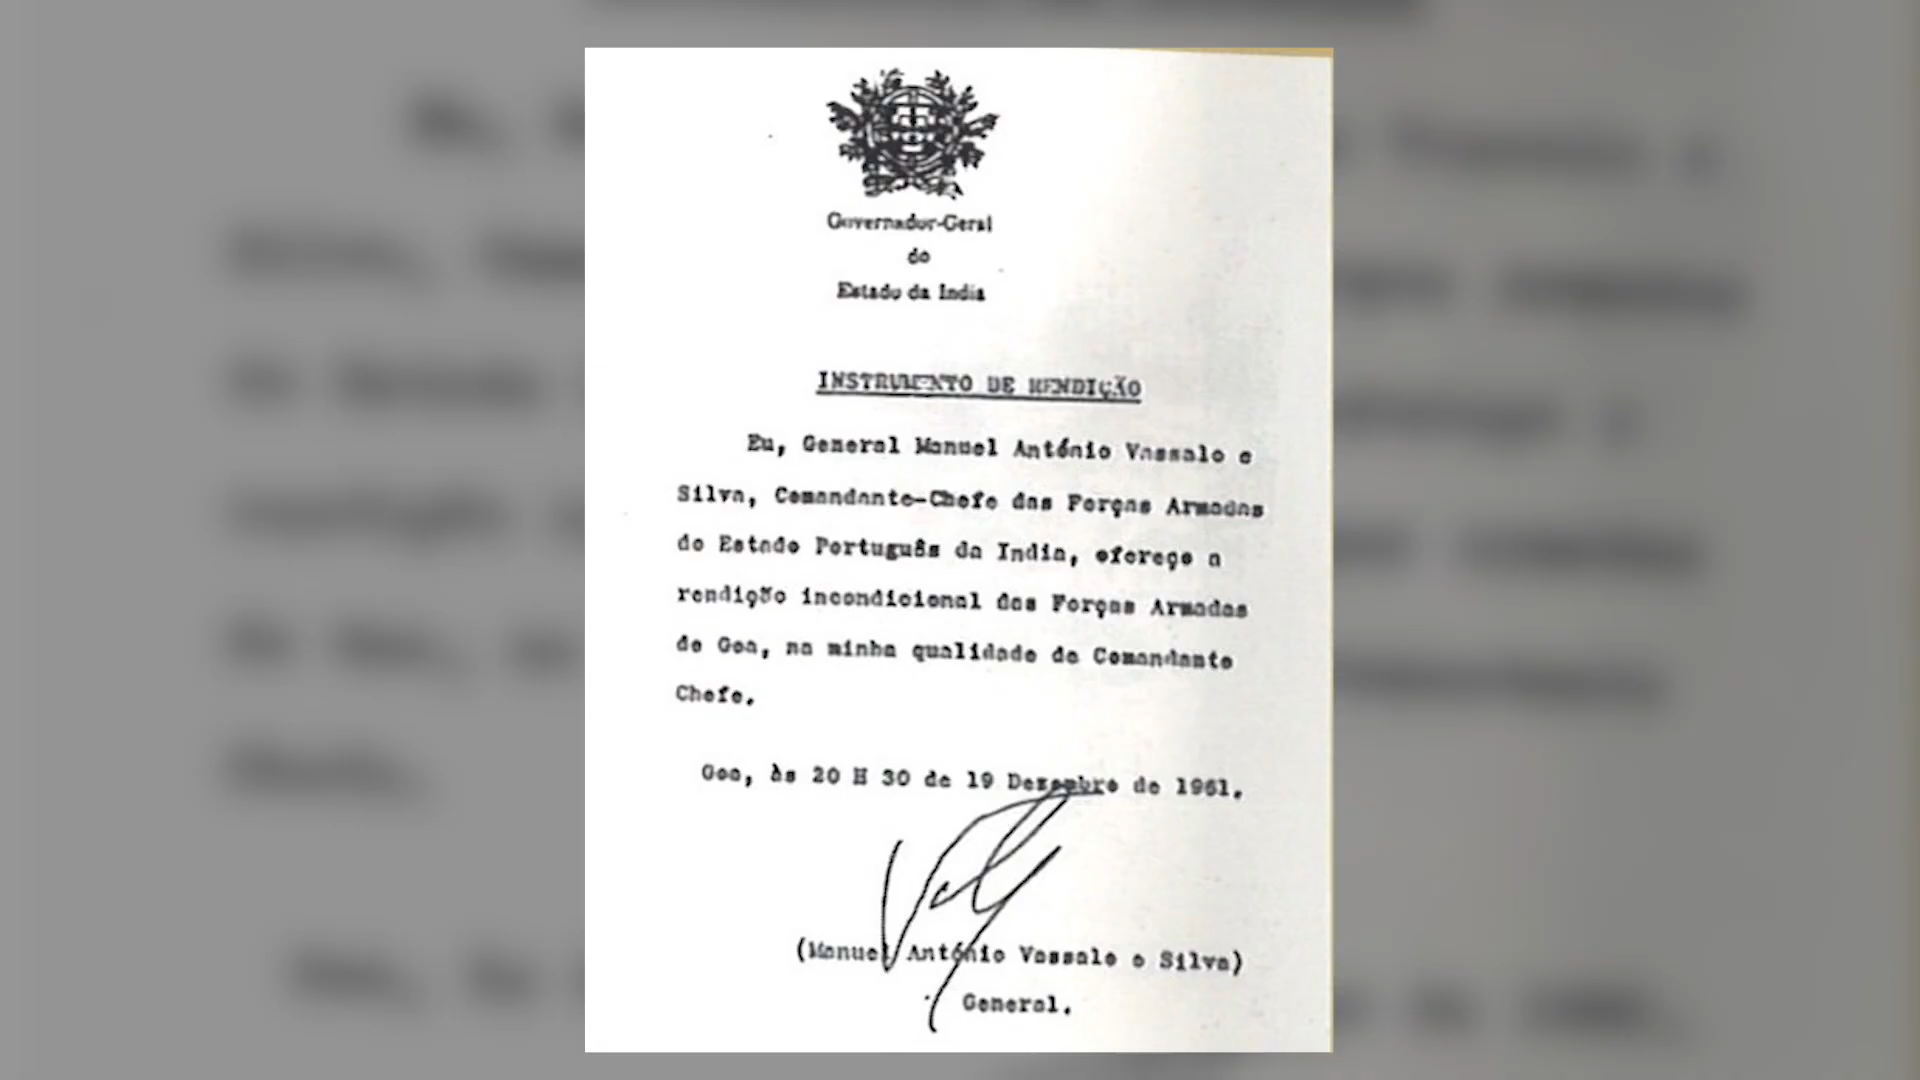 Governador-Geral
do
Estado da India
INSTRUMENTO DE RENDIÇÃO
Eu, General Manuel António Vassalo e
Silva, Comandante-Chefe das Forças Armadas
do Estado Português da India, ofereço a
rendição incondicional das Forças Armadas
de Goa, na minha qualidade de Comandante
Chefe.
Goa, às 20 H 30 de 19 Dezembro de 1961.
(Manuel António Vassalo e Silva)
General.